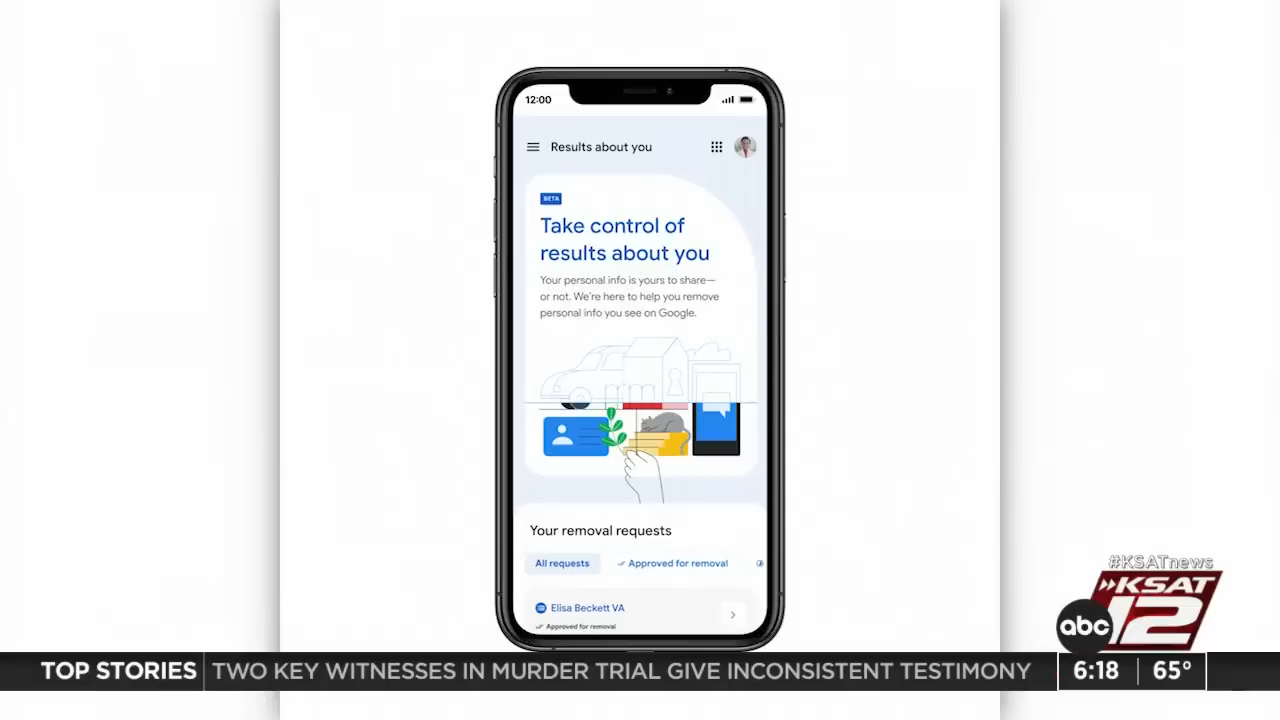 12:00
Results about you
BETA
Take control of
results about you
Your personal info is yours to share—
or not. We're here to help you remove
personal info you see on Google.
Your removal requests
All requests
Approved for removal
Elisa Beckett VA
Approved for removal
#KSATnews
KSAT
abc 12
TOP STORIES TWO KEY WITNESSES IN MURDER TRIAL GIVE INCONSISTENT TESTIMONY 6:18 65°